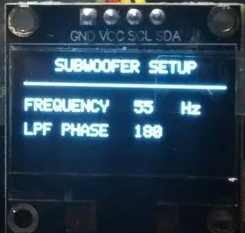 GND VCC SCL SDA
SUBWOOFER SETUP
FREQUENCY 55 Hz
LPF PHASE 180